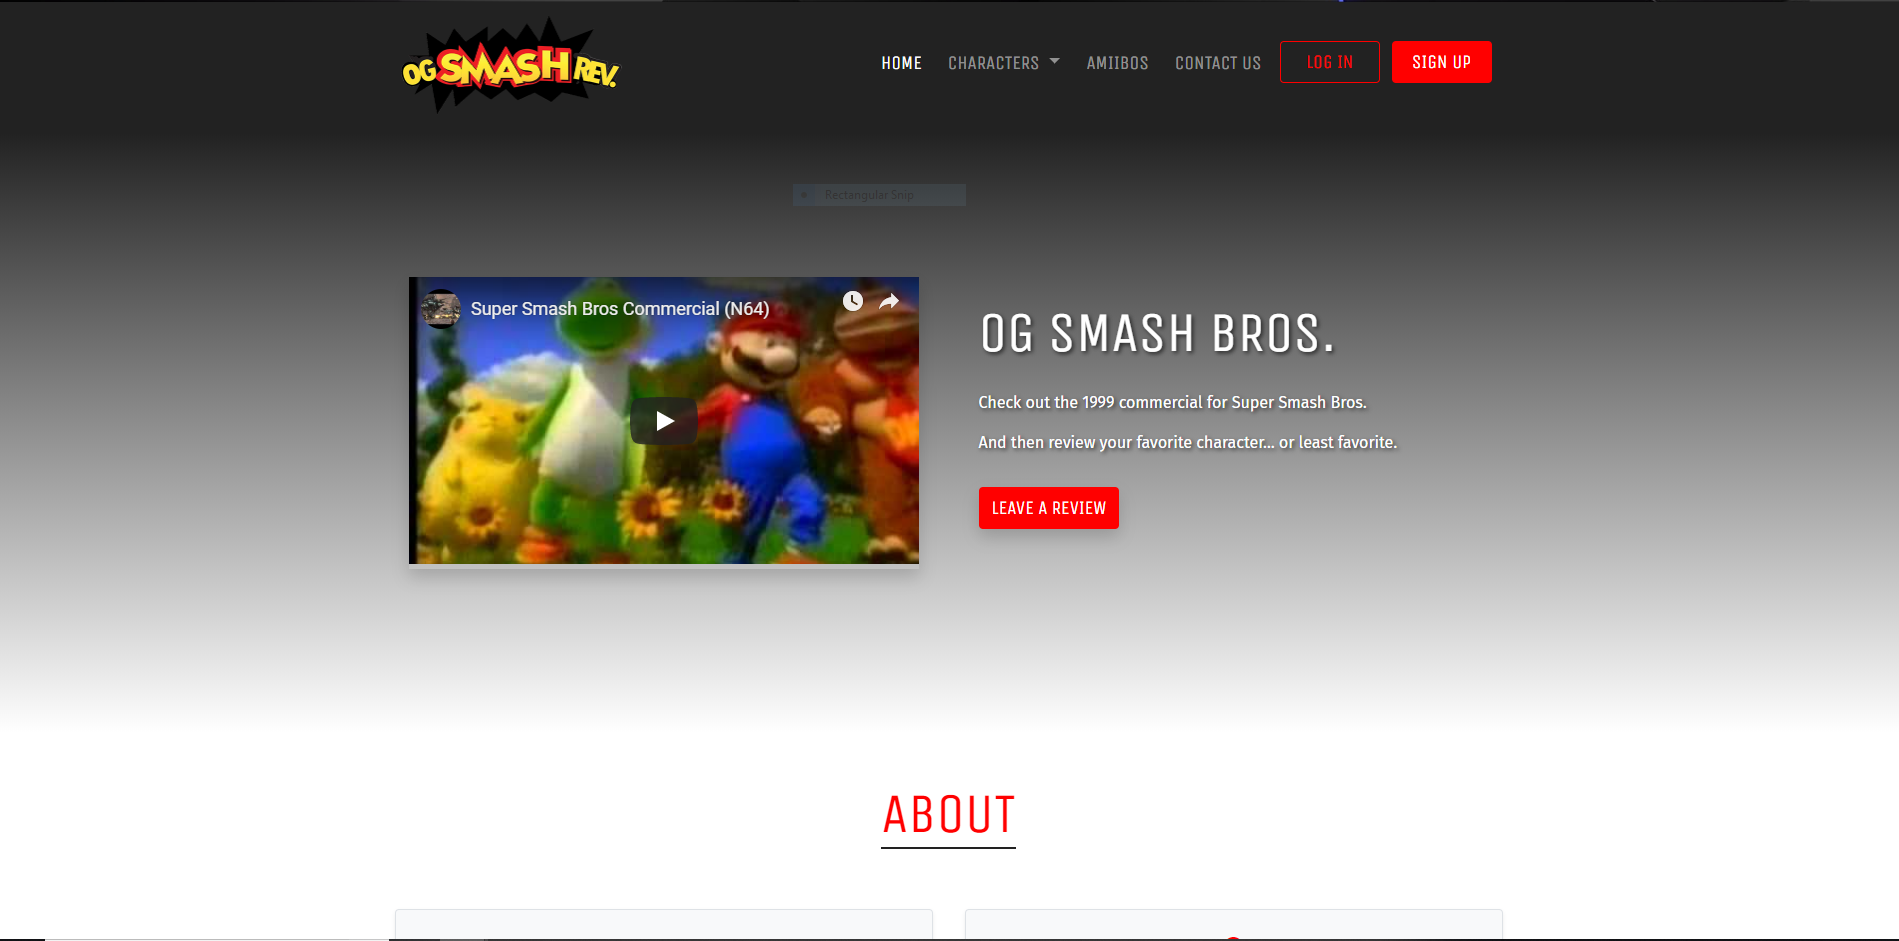 OG SMASH REV.
HOME CHARACTERS AMIIBOS CONTACT US LOG IN SIGN UP
Rectangular Snip
Super Smash Bros Commercial (N64)
OG SMASH BROS.
Check out the 1999 commercial for Super Smash Bros.
And then review your favorite character... or least favorite.
LEAVE A REVIEW
ABOUT